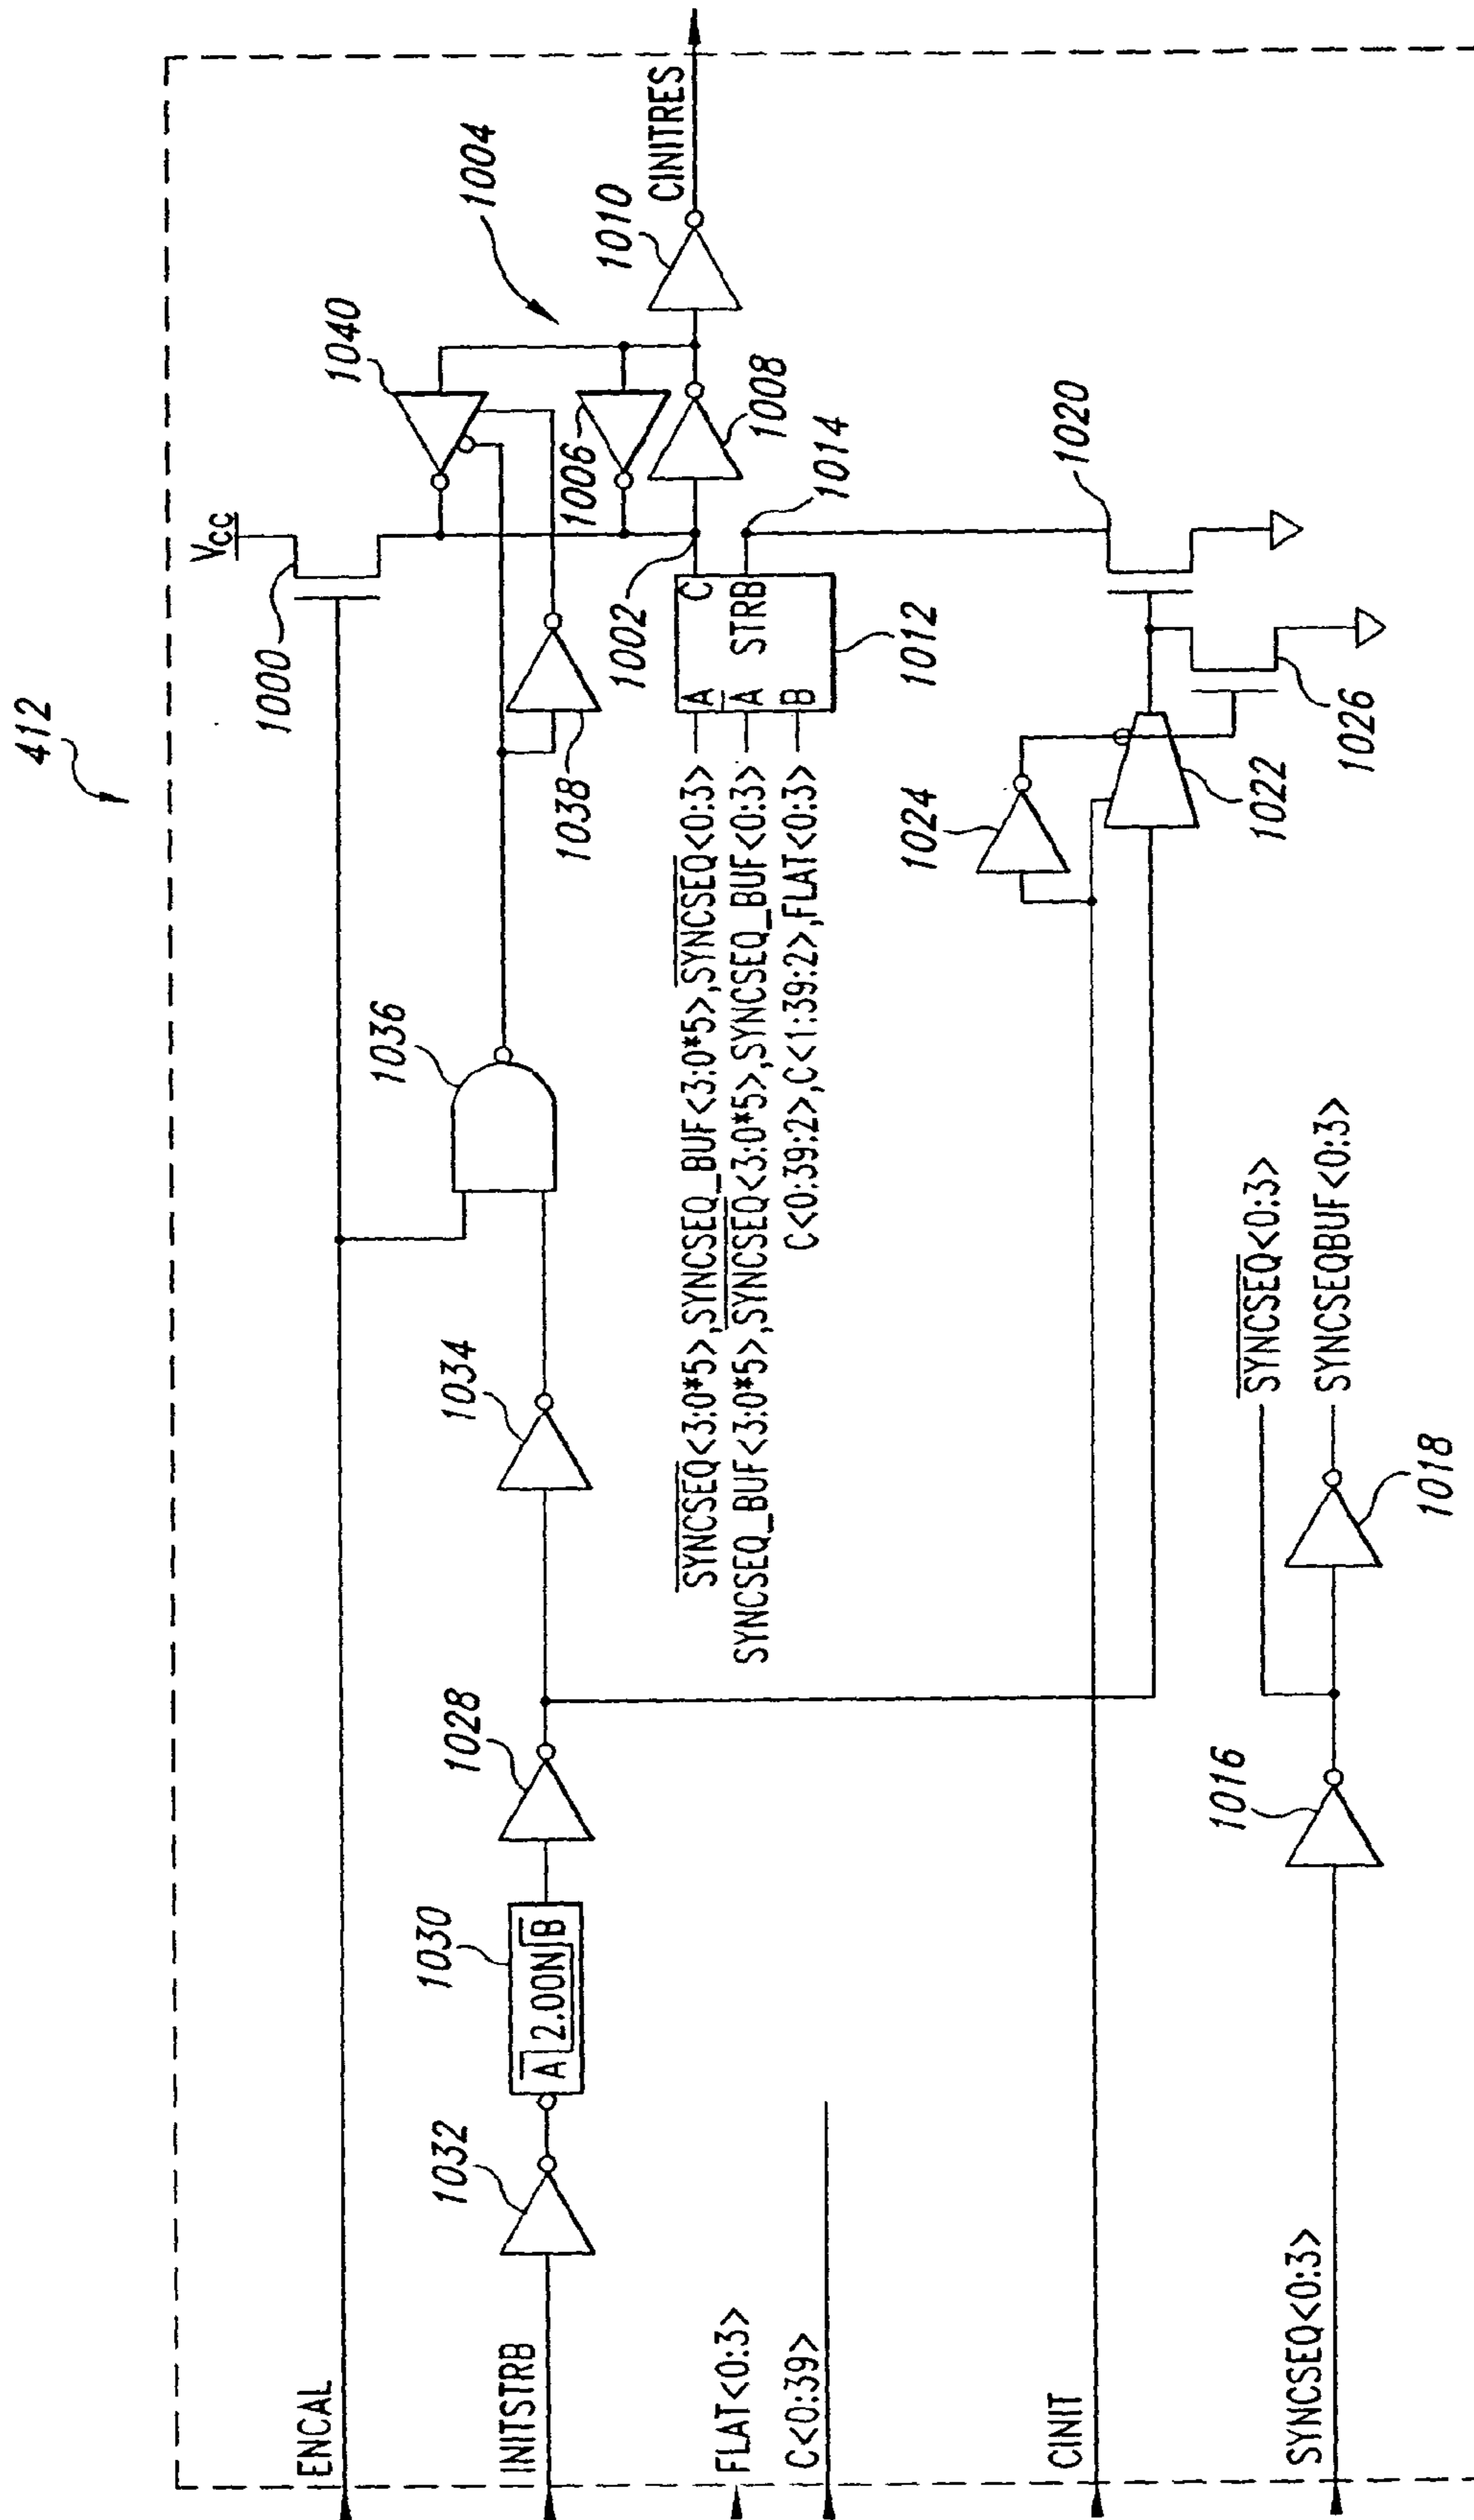 412
ENCAL
INITSTRB
FLAT<0:3>
C<0:39>
CINIT
SYNCSEQ<0:3>
1032
1030
A 2.00N B
1028
1034
1036
1038
1000
VCC
1040
1004
1006
1008
1010
CINITRES
1002
1014
A
A
B
C
STRB
1012
SYNCSEQ<3:0*5>,SYNCSEQ_BUF<3:0*5>,SYNCSEQ<0:3>
SYNCSEQ_BUF<3:0*5>,SYNCSEQ<3:0*5>,SYNCSEQ_BUF<0:3>
C<0:39:2>,C<1:39:2>,FLAT<0:3>
1024
1022
1020
1026
1016
1018
SYNCSEQ<0:3>
SYNCSEQBUF<0:3>